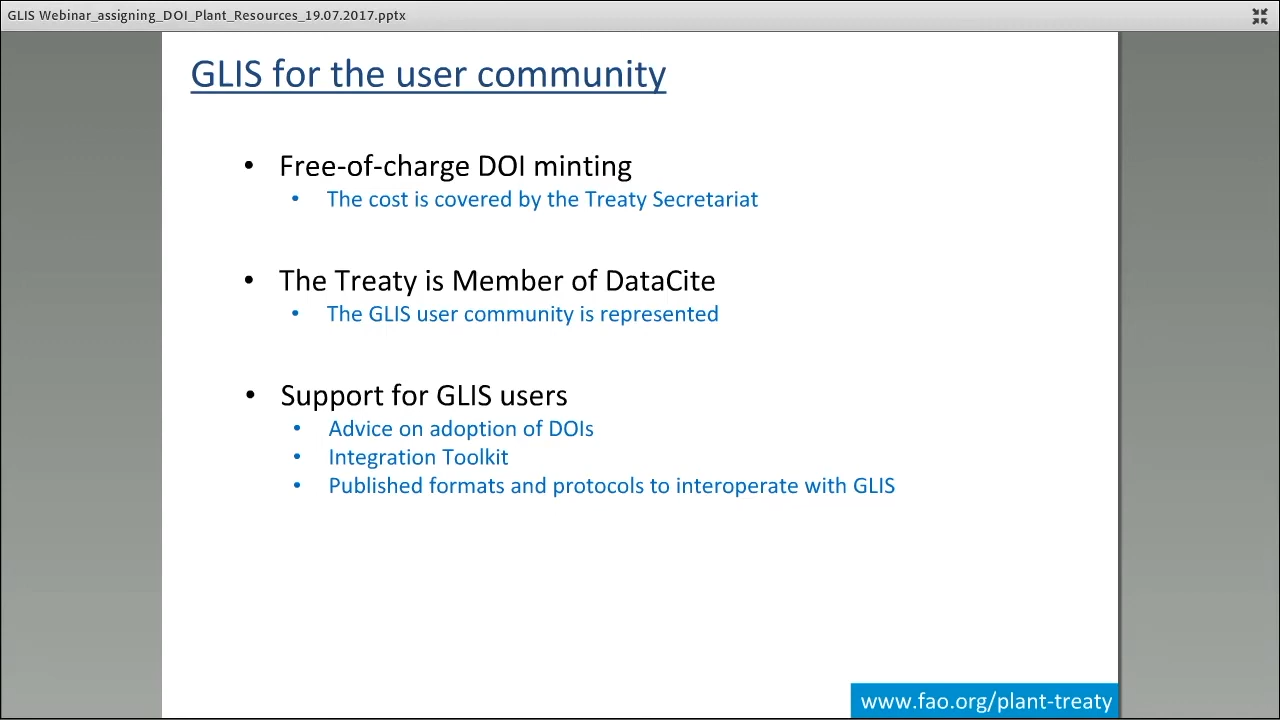 GLIS Webinar_assigning_DOI_Plant_Resources_19.07.2017.pptx
GLIS for the user community
• Free-of-charge DOI minting
• The cost is covered by the Treaty Secretariat
• The Treaty is Member of DataCite
• The GLIS user community is represented
• Support for GLIS users
• Advice on adoption of DOIs
• Integration Toolkit
• Published formats and protocols to interoperate with GLIS
www.fao.org/plant-treaty